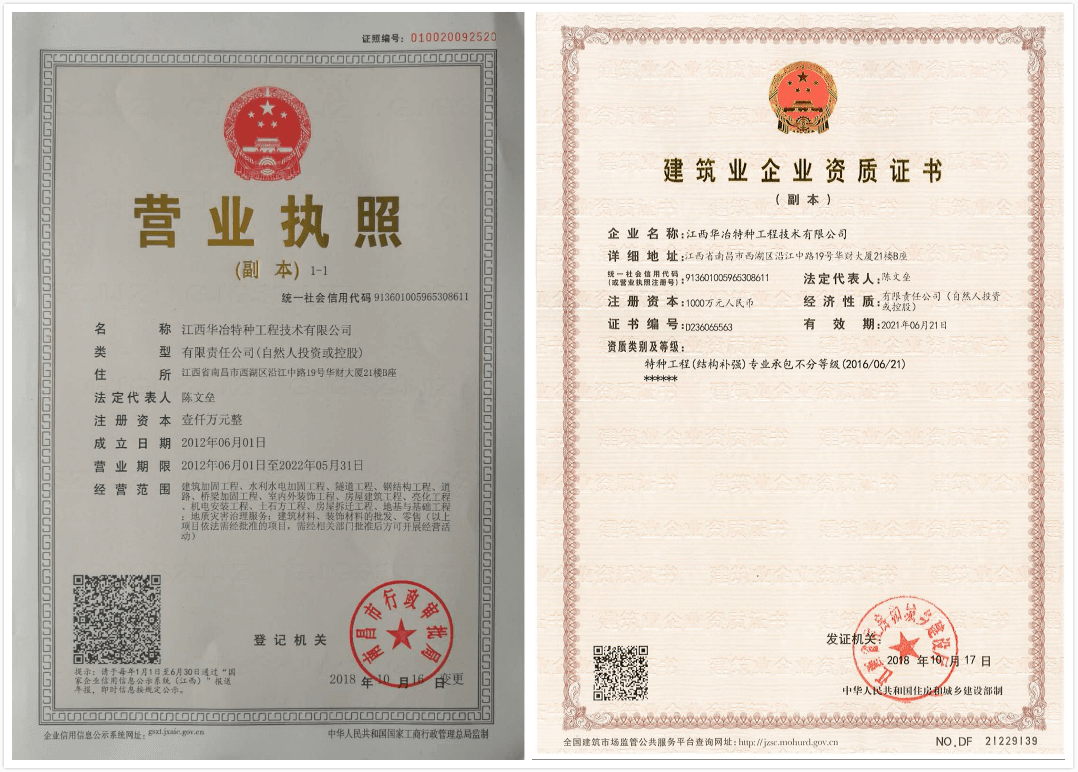 证照编号: 010020092520
营业执照
(副 本) 1-1
统一社会信用代码 913601005965308611
名 称 江西华冶特种工程技术有限公司
类 型 有限责任公司(自然人投资或控股)
住 所 江西省南昌市西湖区沿江中路19号华财大厦21楼B座
法定代表人 陈文垒
注册资本 壹仟万元整
成立日期 2012年06月01日
营业期限 2012年06月01日至2022年05月31日
经营范围 建筑加固工程、水利水电加固工程、隧道工程、钢结构工程、道
路、桥梁加固工程、室内外装饰工程、房屋建筑工程、亮化工程
、机电安装工程、土石方工程、房屋拆迁工程、地基与基础工程
;地质灾害治理服务;建筑材料、装饰材料的批发、零售(以上
项目依法需经批准的项目,需经相关部门批准后方可开展经营活
动)
登记机关
南昌市行政审批局
2018 年 10 月 16 日 变更
提示:请于每年1月1日至6月30日通过“国
家企业信用信息公示系统(江西)”报送
年报,即时信息按规定公示。
企业信用信息公示系统网址: gsxt.jxaic.gov.cn
中华人民共和国国家工商行政管理总局监制
建筑业企业资质证书
(副 本)
企业名称:江西华冶特种工程技术有限公司
详细地址:江西省南昌市西湖区沿江中路19号华财大厦21楼B座
统一社会信用代码
(或营业执照注册号):913601005965308611
法定代表人:陈文垒
注册资本:1000万元人民币
经济性质:有限责任公司(自然人投资
或控股)
证书编号:D236065563
有 效 期:2021年06月21日
资质类别及等级:
特种工程(结构补强)专业承包不分等级(2016/06/21)
******
发证机关:
2018 年 10 月 17 日
中华人民共和国住房和城乡建设部制
全国建筑市场监管公共服务平台查询网址: http://jzsc.mohurd.gov.cn
NO.DF 21229139